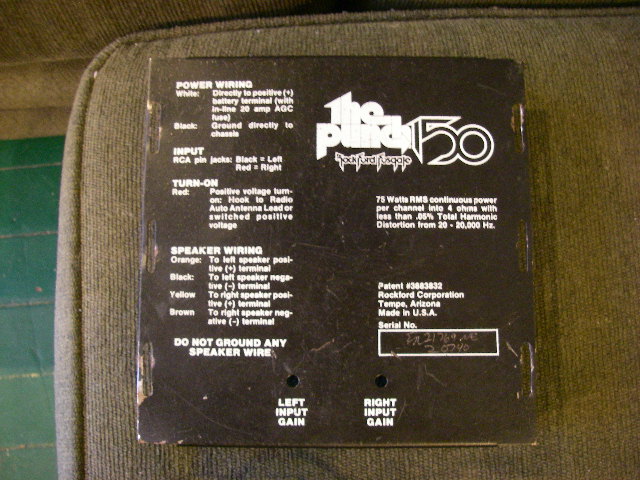 POWER WIRING
White: Directly to positive (+)
battery terminal (with
in-line 20 amp AGC
fuse)
Black: Ground directly to
chassis
INPUT
RCA pin jacks: Black = Left
Red = Right
TURN-ON
Red: Positive voltage turn-
on: Hook to Radio
Auto Antenna Lead or
switched positive
voltage
SPEAKER WIRING
Orange: To left speaker posi-
tive (+) terminal
Black: To left speaker nega-
tive (-) terminal
Yellow To right speaker posi-
tive (+) terminal
Brown To right speaker neg-
ative (-) terminal
DO NOT GROUND ANY
SPEAKER WIRE
the
punch 150
Rockford Fosgate
75 Watts RMS continuous power
per channel into 4 ohms with
less than .05% Total Harmonic
Distortion from 20 - 20,000 Hz.
Patent #3883832
Rockford Corporation
Tempo, Arizona
Made in U.S.A.
Serial No.
LEFT
INPUT
GAIN
RIGHT
INPUT
GAIN